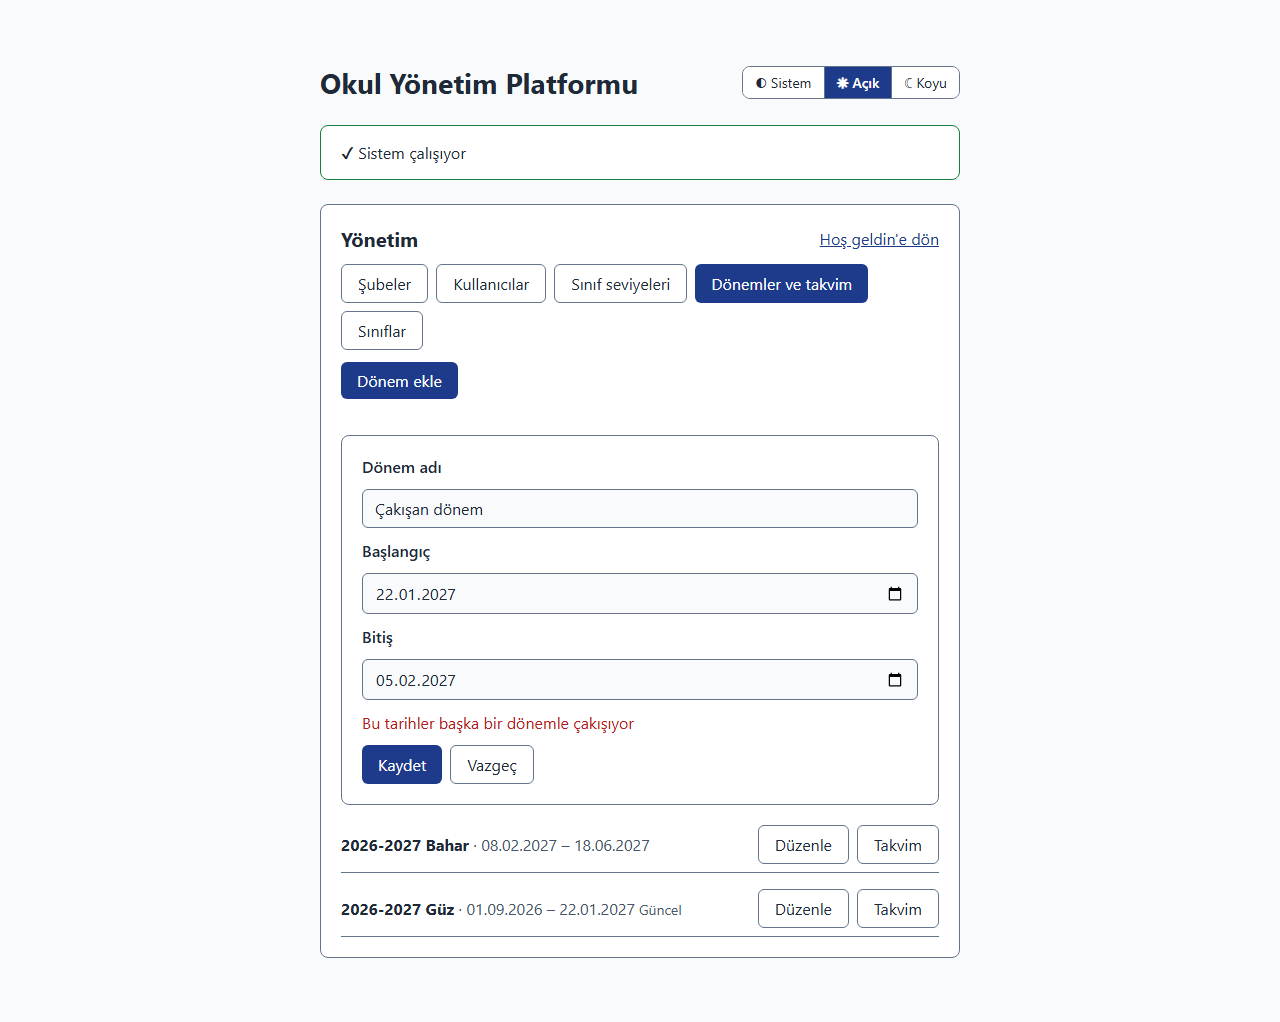 Okul Yönetim Platformu
◐ Sistem
✸ Açık
☾ Koyu
✓ Sistem çalışıyor
Yönetim
Hoş geldin'e dön
Şubeler
Kullanıcılar
Sınıf seviyeleri
Dönemler ve takvim
Sınıflar
Dönem ekle
Dönem adı
Çakışan dönem
Başlangıç
22.01.2027
Bitiş
05.02.2027
Bu tarihler başka bir dönemle çakışıyor
Kaydet
Vazgeç
2026-2027 Bahar · 08.02.2027 – 18.06.2027
Düzenle
Takvim
2026-2027 Güz · 01.09.2026 – 22.01.2027 Güncel
Düzenle
Takvim